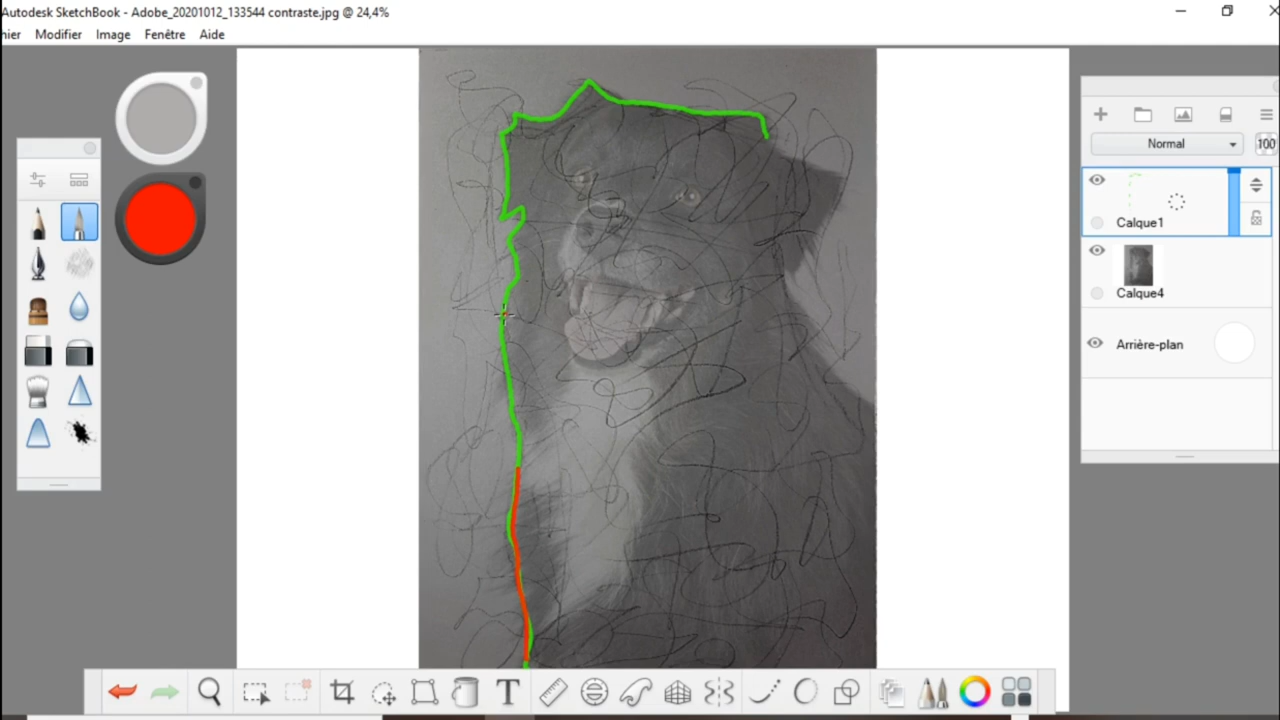 Autodesk SketchBook - Adobe_20201012_133544 contraste.jpg @ 24,4%
hier Modifier Image Fenêtre Aide
Normal 100
Calque1
Calque4
Arrière-plan
T